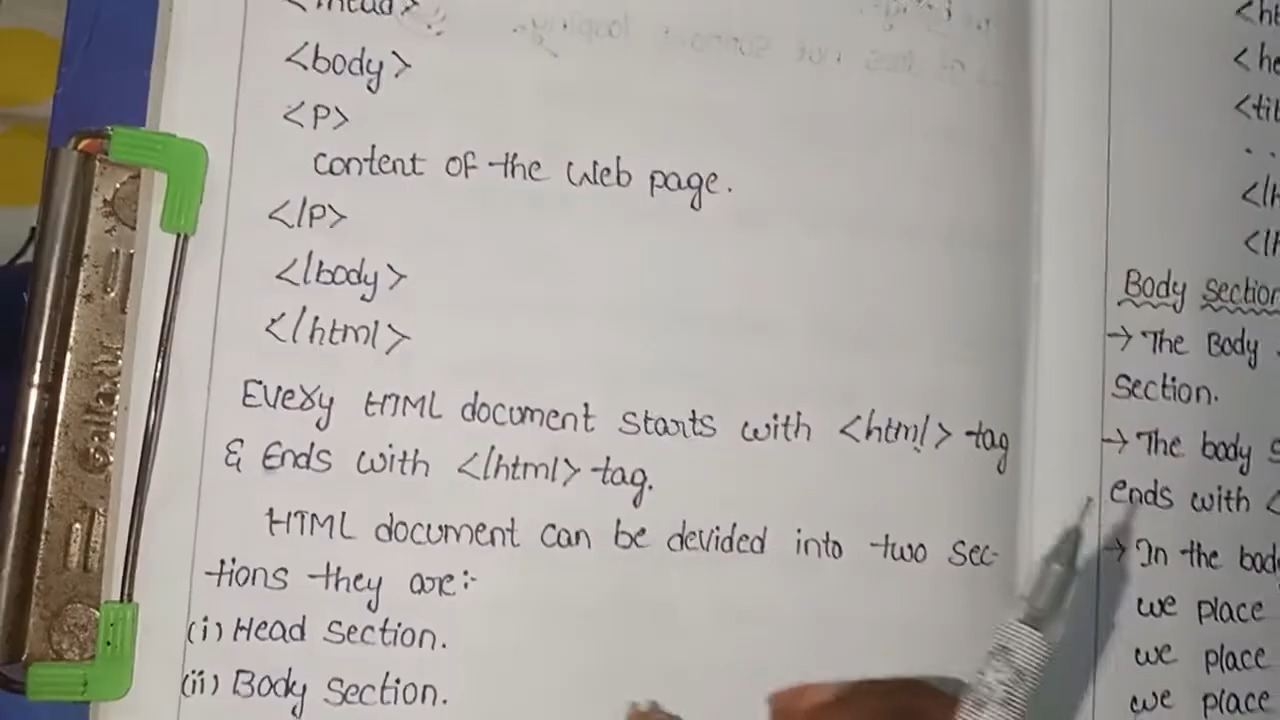 <body>
<P>
content of the web page.
</P>
</body>
</html>
Every HTML document starts with <html> tag
& Ends with </html> tag.
HTML document can be devided into two sec-
tions they are:-
(i) Head section.
(ii) Body section.
Body section
→ The Body
section.
→ The body
ends with <
→ In the body
we place
we place
we place
Galaxy